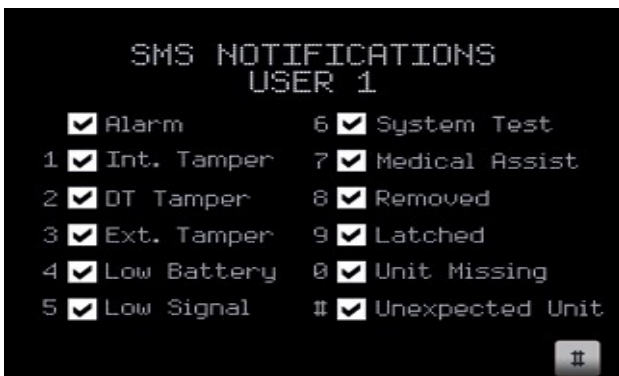 SMS NOTIFICATIONS
USER 1
Alarm
1 Int. Tamper
2 DT Tamper
3 Ext. Tamper
4 Low Battery
5 Low Signal
6 System Test
7 Medical Assist
8 Removed
9 Latched
0 Unit Missing
# Unexpected Unit
#